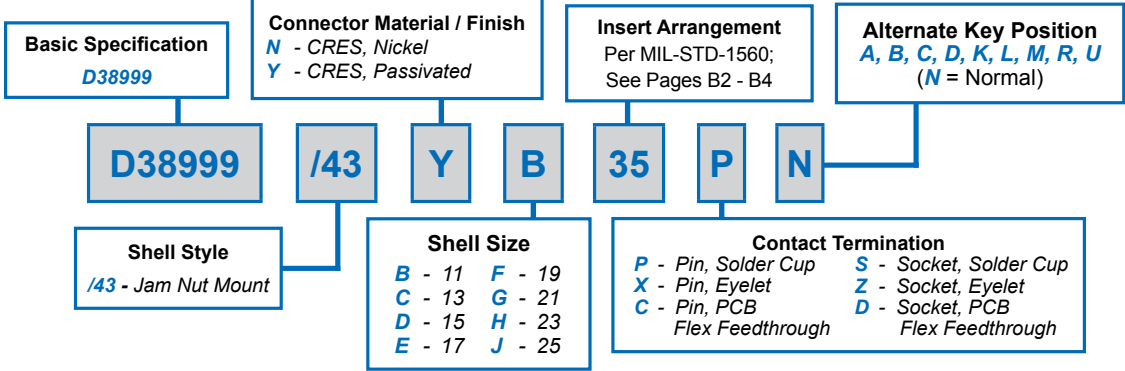 Basic Specification
D38999
Connector Material / Finish
N - CRES, Nickel
Y - CRES, Passivated
Insert Arrangement
Per MIL-STD-1560;
See Pages B2 - B4
Alternate Key Position
A, B, C, D, K, L, M, R, U
(N = Normal)
D38999 /43 Y B 35 P N
Shell Style
/43 - Jam Nut Mount
Shell Size
B - 11 F - 19
C - 13 G - 21
D - 15 H - 23
E - 17 J - 25
Contact Termination
P - Pin, Solder Cup S - Socket, Solder Cup
X - Pin, Eyelet Z - Socket, Eyelet
C - Pin, PCB D - Socket, PCB
Flex Feedthrough Flex Feedthrough